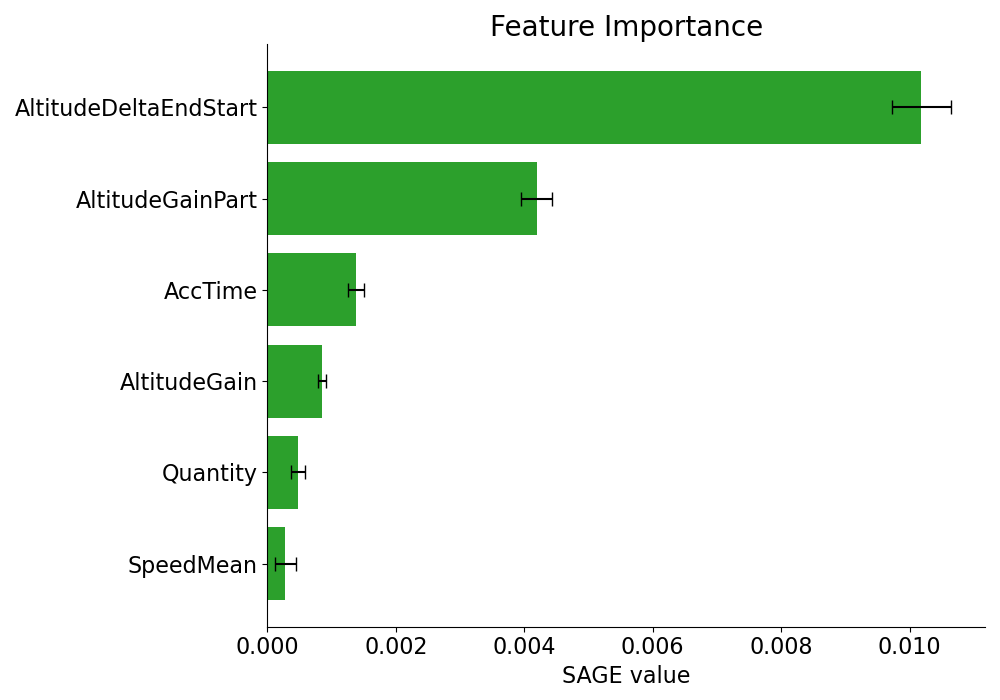 Feature Importance
AltitudeDeltaEndStart
AltitudeGainPart
AccTime
AltitudeGain
Quantity
SpeedMean
0.000 0.002 0.004 0.006 0.008 0.010
SAGE value